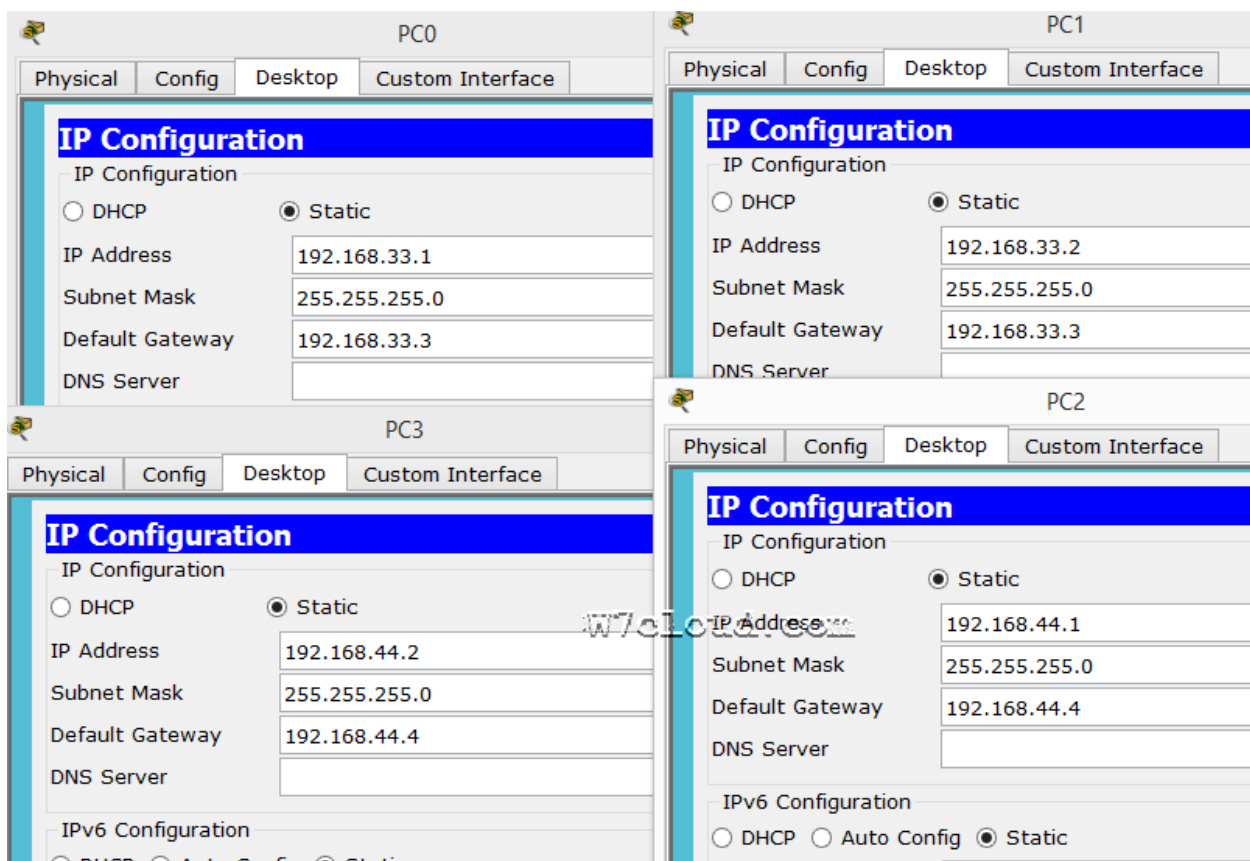 PC0
Physical Config Desktop Custom Interface
IP Configuration
IP Configuration
DHCP Static
IP Address 192.168.33.1
Subnet Mask 255.255.255.0
Default Gateway 192.168.33.3
DNS Server
PC1
Physical Config Desktop Custom Interface
IP Configuration
IP Configuration
DHCP Static
IP Address 192.168.33.2
Subnet Mask 255.255.255.0
Default Gateway 192.168.33.3
DNS Server
PC3
Physical Config Desktop Custom Interface
IP Configuration
IP Configuration
DHCP Static
IP Address 192.168.44.2
Subnet Mask 255.255.255.0
Default Gateway 192.168.44.4
DNS Server
IPv6 Configuration
DHCP Auto Config Static
PC2
Physical Config Desktop Custom Interface
IP Configuration
IP Configuration
DHCP Static
W7cloud.com
IP Address 192.168.44.1
Subnet Mask 255.255.255.0
Default Gateway 192.168.44.4
DNS Server
IPv6 Configuration
DHCP Auto Config Static